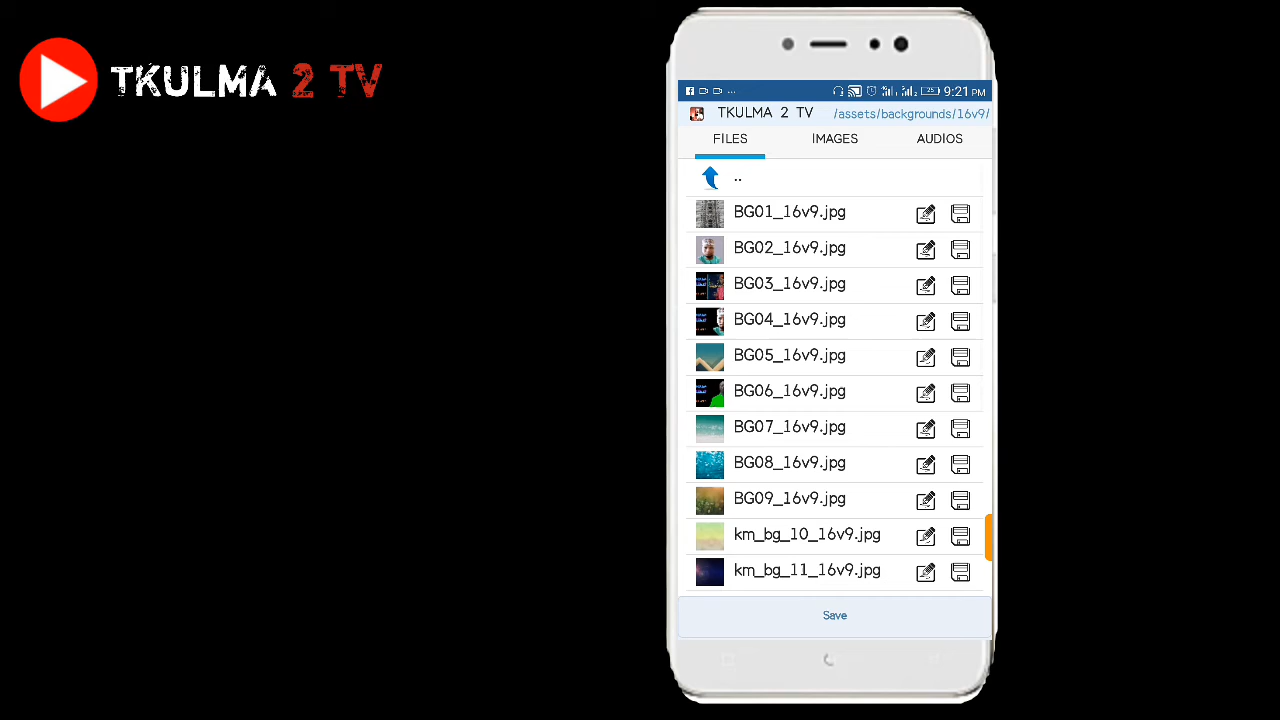 TKULMA 2 TV
... 25 9:21 PM
TKULMA 2 TV /assets/backgrounds/16v9/
FILES IMAGES AUDIOS
..
BG01_16v9.jpg
BG02_16v9.jpg
BG03_16v9.jpg
BG04_16v9.jpg
BG05_16v9.jpg
BG06_16v9.jpg
BG07_16v9.jpg
BG08_16v9.jpg
BG09_16v9.jpg
km_bg_10_16v9.jpg
km_bg_11_16v9.jpg
Save